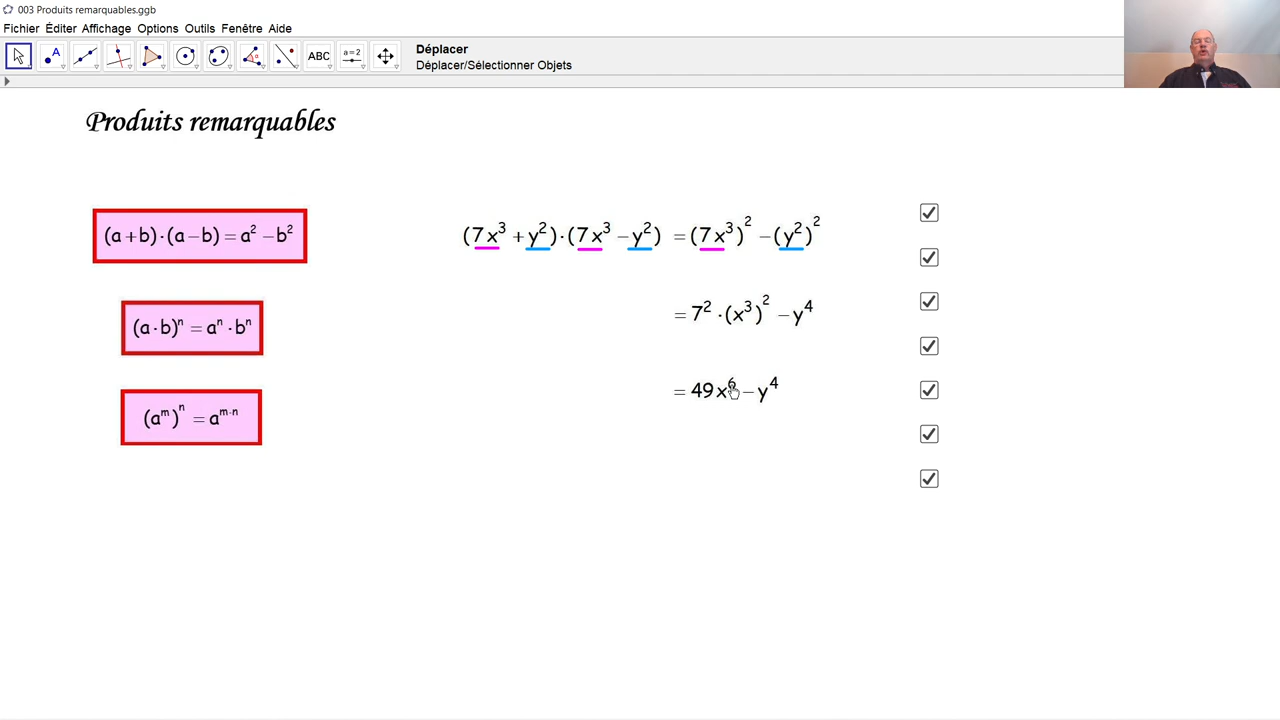 003 Produits remarquables.ggb
Fichier Éditer Affichage Options Outils Fenêtre Aide
A ABC a=2
Déplacer
Déplacer/Sélectionner Objets
Produits remarquables
(a+b)·(a−b)=a²−b²
(7x³+y²)·(7x³−y²) =(7x³)²−(y²)²
(a·b)ⁿ=aⁿ·bⁿ
=7²·(x³)²−y⁴
=49x⁶−y⁴
(aᵐ)ⁿ=aᵐ·ⁿ